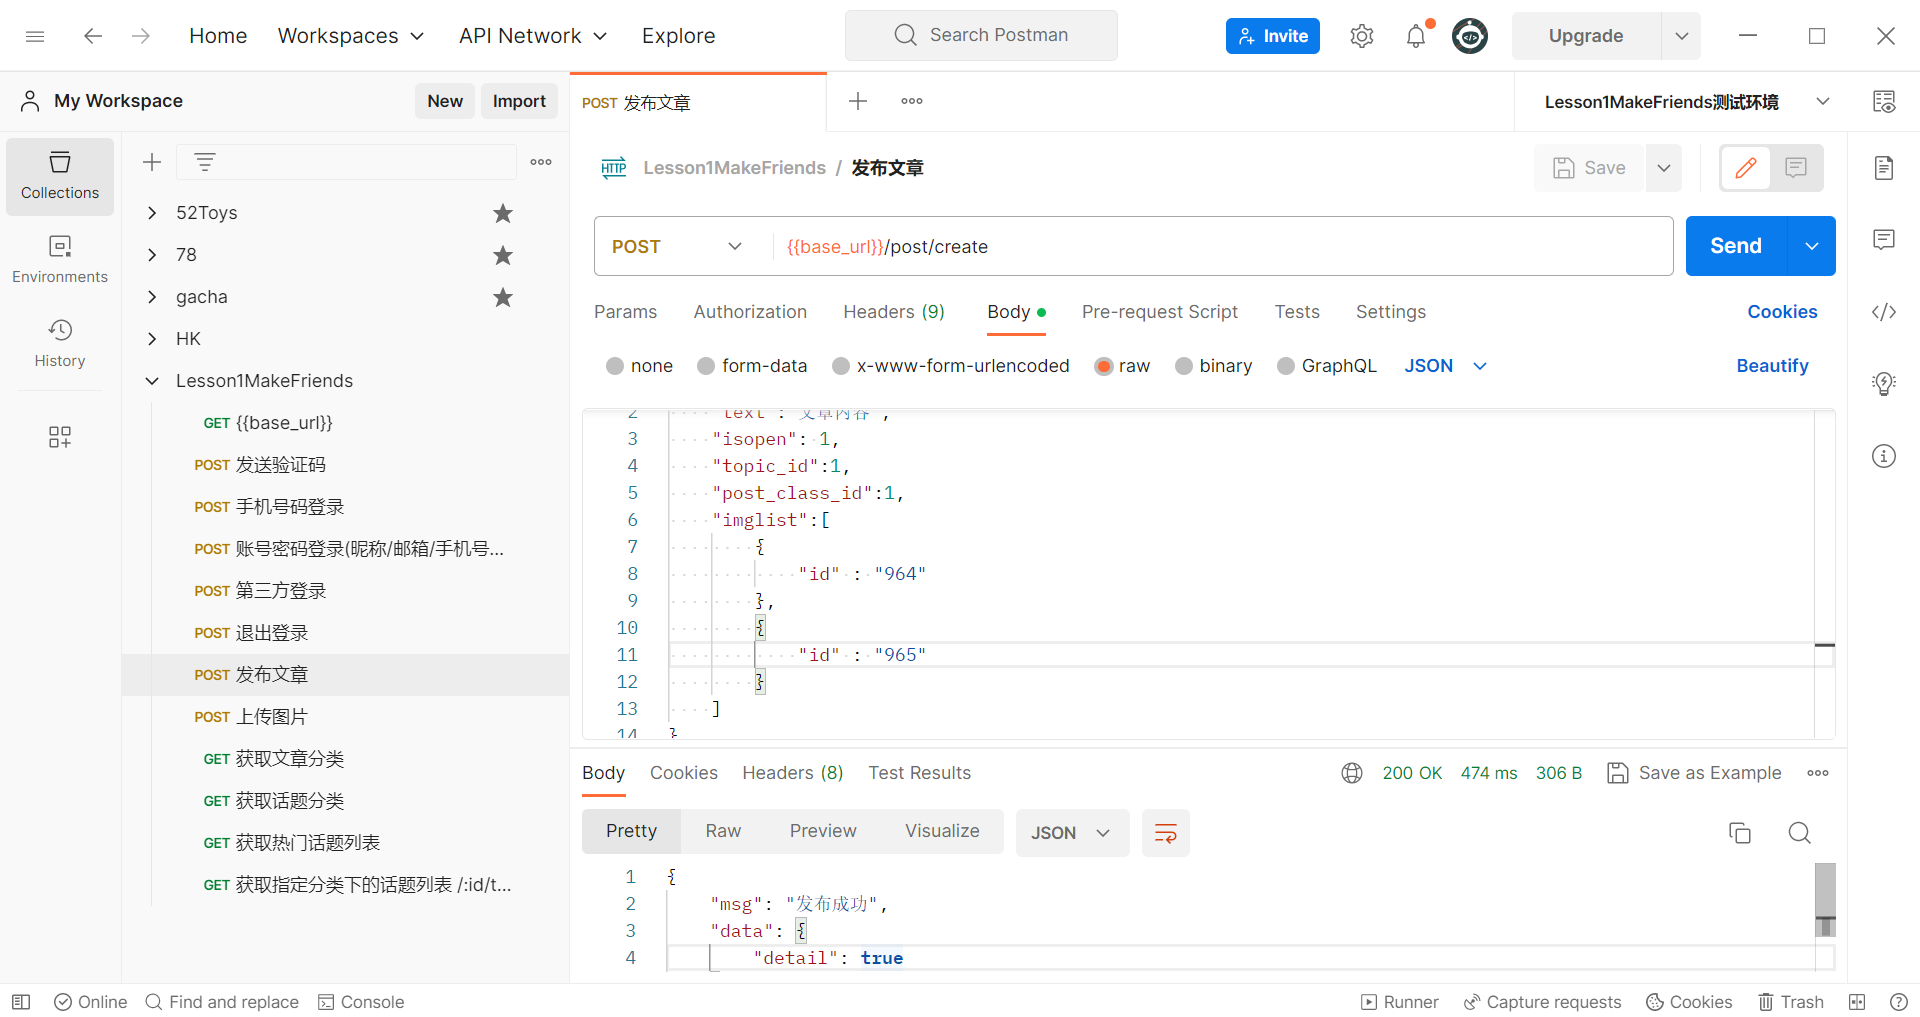 Home Workspaces API Network Explore Search Postman Invite Upgrade
My Workspace New Import
POST 发布文章
Lesson1MakeFriends测试环境
Collections
Environments
History
52Toys
78
gacha
HK
Lesson1MakeFriends
GET {{base_url}}
POST 发送验证码
POST 手机号码登录
POST 账号密码登录(昵称/邮箱/手机号...
POST 第三方登录
POST 退出登录
POST 发布文章
POST 上传图片
GET 获取文章分类
GET 获取话题分类
GET 获取热门话题列表
GET 获取指定分类下的话题列表 /:id/t...
HTTP Lesson1MakeFriends / 发布文章 Save
POST {{base_url}}/post/create Send
Params Authorization Headers (9) Body Pre-request Script Tests Settings Cookies
none form-data x-www-form-urlencoded raw binary GraphQL JSON Beautify
2 "text":"文章内容",
3 "isopen": 1,
4 "topic_id":1,
5 "post_class_id":1,
6 "imglist":[
7 {
8 "id" : "964"
9 },
10 {
11 "id" : "965"
12 }
13 ]
14 }
Body Cookies Headers (8) Test Results 200 OK 474 ms 306 B Save as Example
Pretty Raw Preview Visualize JSON
1 {
2 "msg": "发布成功",
3 "data": {
4 "detail": true
Online Find and replace Console Runner Capture requests Cookies Trash